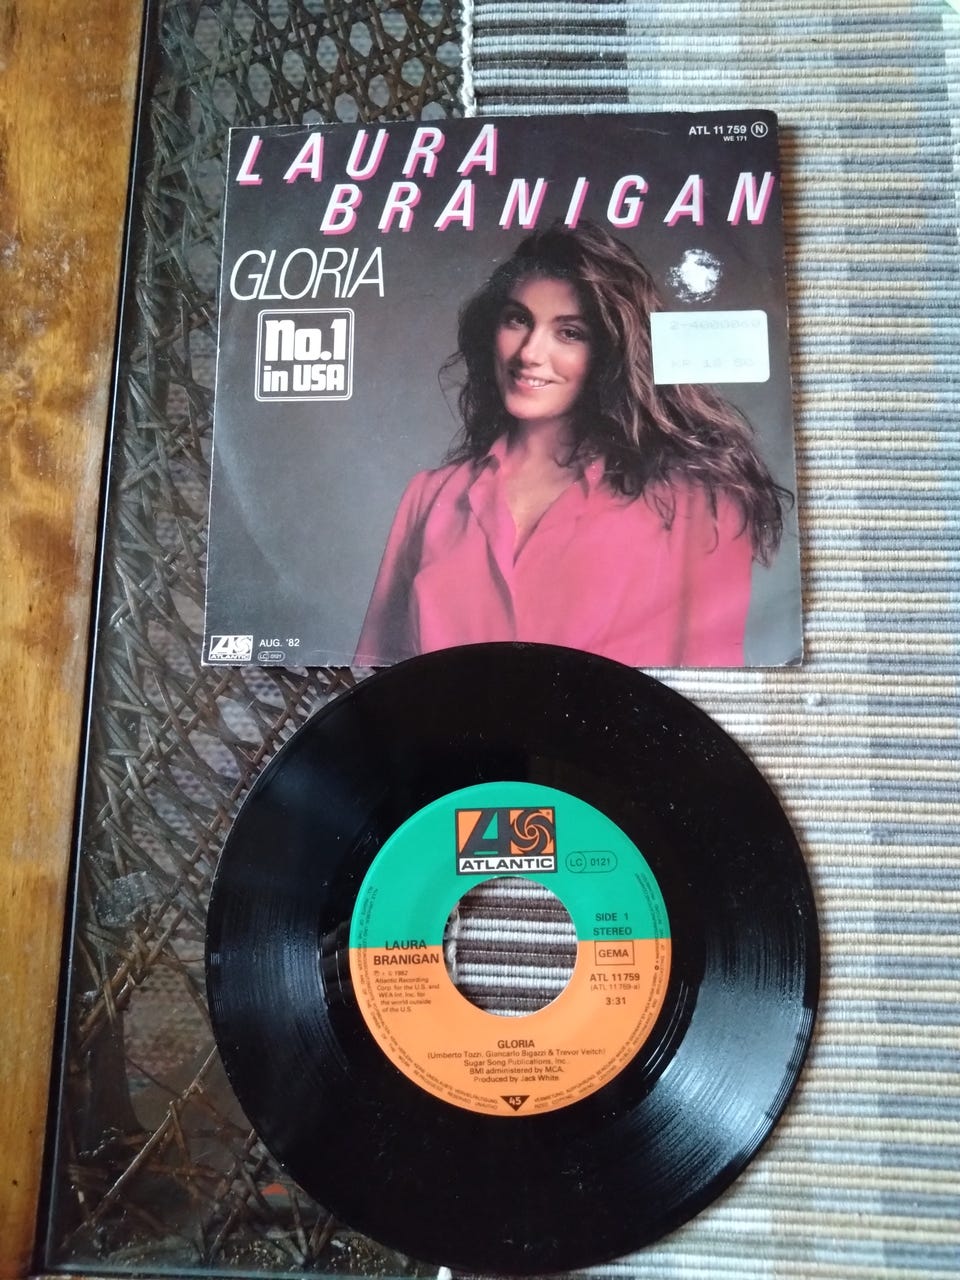 LAURA
BRANIGAN
ATL 11 759 N
WE 171
GLORIA
No.1
in USA
ATLANTIC
AUG. '82
LC 0121
ATLANTIC
LC 0121
SIDE 1
STEREO
GEMA
ATL 11 759
(ATL 11 759-a)
3:31
LAURA
BRANIGAN
℗ + © 1982
Atlantic Recording
Corp. for the U.S. and
WEA Int. Inc. for
the world outside
of the U.S.
GLORIA
(Umberto Tozzi, Giancarlo Bigazzi & Trevor Veitch)
Sugar Song Publications, Inc.,
BMI administered by MCA.
Produced by Jack White.
45